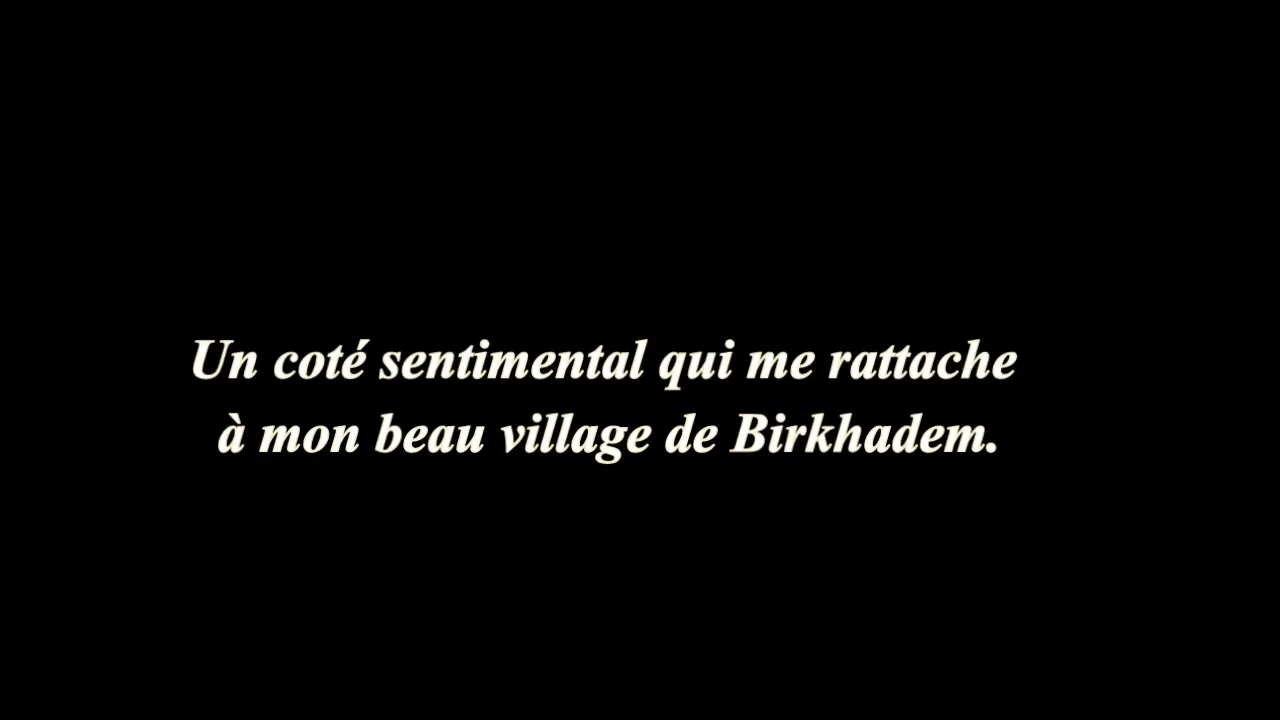 Un coté sentimental qui me rattache
à mon beau village de Birkhadem.